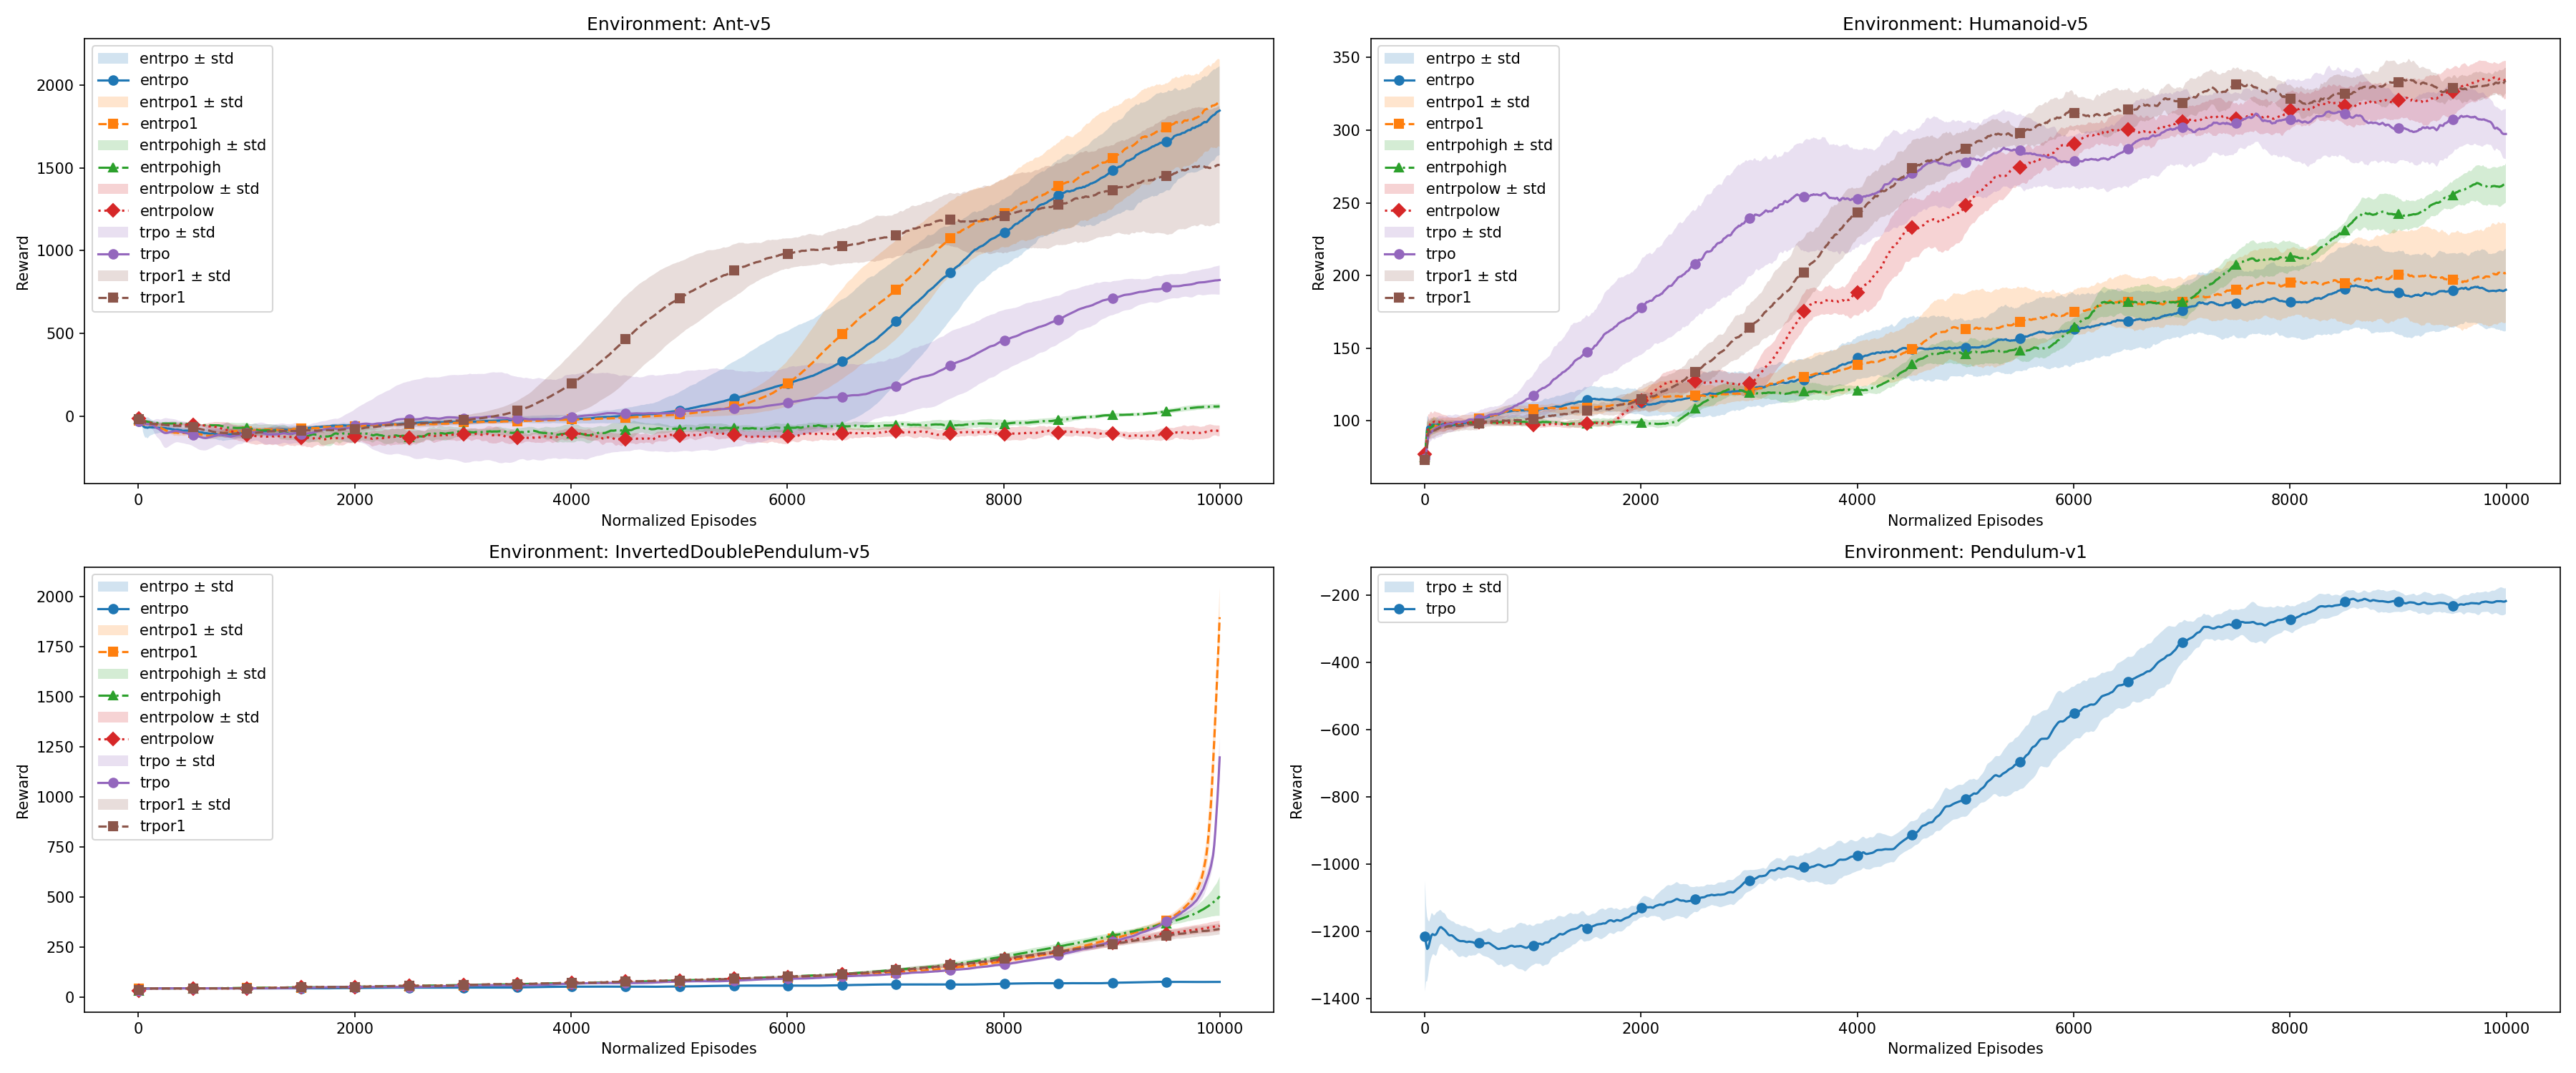 Environment: Ant-v5
2000
1500
1000
500
0
Reward
entrpo ± std
entrpo
entrpo1 ± std
entrpo1
entrpohigh ± std
entrpohigh
entrpolow ± std
entrpolow
trpo ± std
trpo
trpor1 ± std
trpor1
0 2000 4000 6000 8000 10000
Normalized Episodes
Environment: Humanoid-v5
350
300
250
200
150
100
Reward
entrpo ± std
entrpo
entrpo1 ± std
entrpo1
entrpohigh ± std
entrpohigh
entrpolow ± std
entrpolow
trpo ± std
trpo
trpor1 ± std
trpor1
0 2000 4000 6000 8000 10000
Normalized Episodes
Environment: InvertedDoublePendulum-v5
2000
1750
1500
1250
1000
750
500
250
0
Reward
entrpo ± std
entrpo
entrpo1 ± std
entrpo1
entrpohigh ± std
entrpohigh
entrpolow ± std
entrpolow
trpo ± std
trpo
trpor1 ± std
trpor1
0 2000 4000 6000 8000 10000
Normalized Episodes
Environment: Pendulum-v1
−200
−400
−600
−800
−1000
−1200
−1400
Reward
trpo ± std
trpo
0 2000 4000 6000 8000 10000
Normalized Episodes